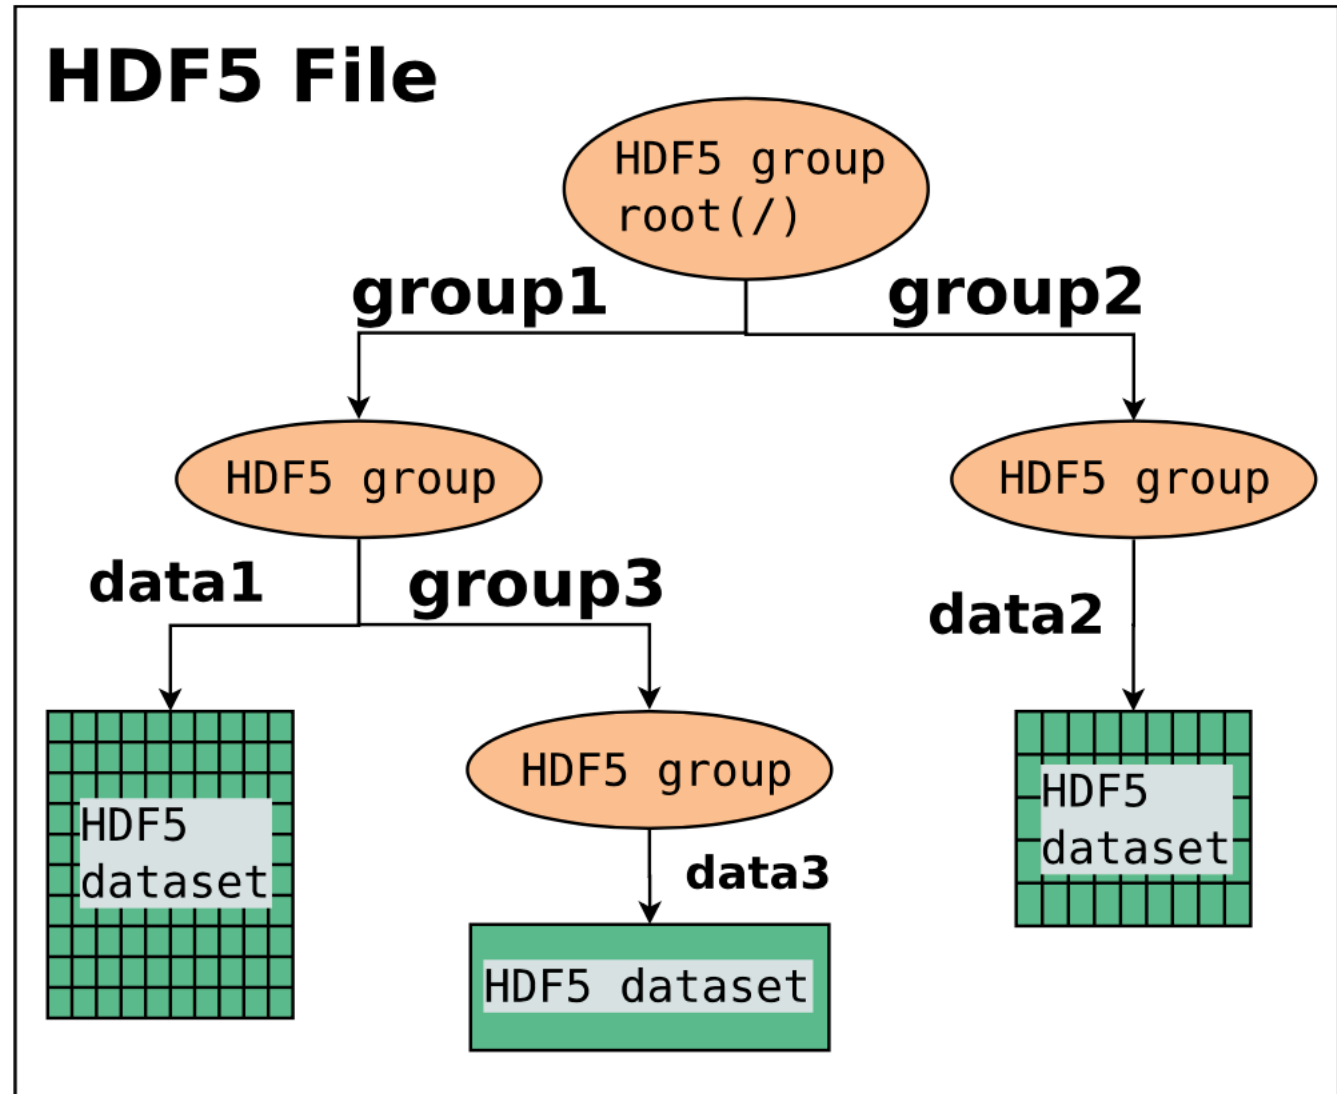 HDF5 File
HDF5 group
root(/)
group1
group2
HDF5 group
HDF5 group
data1
group3
data2
HDF5
dataset
HDF5 group
HDF5
dataset
data3
HDF5 dataset